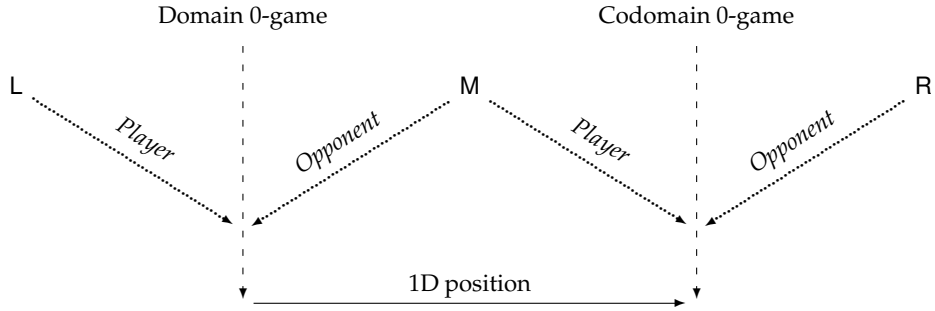 Domain 0-game Codomain 0-game
L M R
Player Opponent Player Opponent
1D position